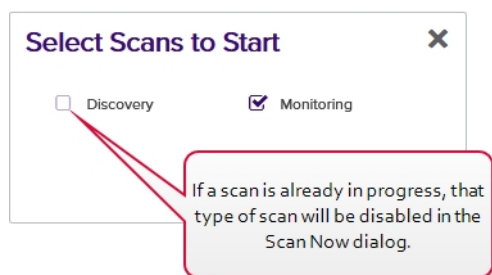 Select Scans to Start
Discovery
Monitoring
If a scan is already in progress, that
type of scan will be disabled in the
Scan Now dialog.